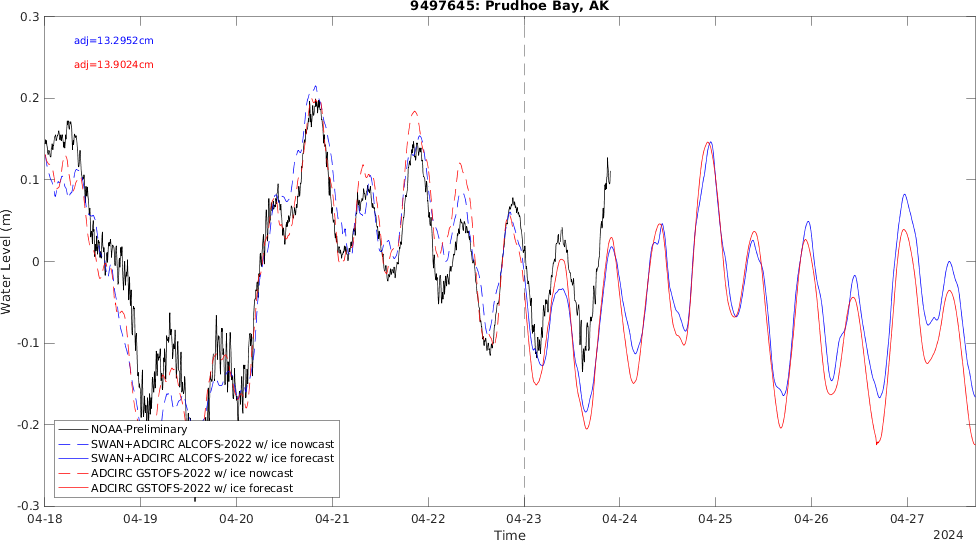 9497645: Prudhoe Bay, AK
0.3
adj=13.2952cm
adj=13.9024cm
0.2
0.1
0
-0.1
-0.2
-0.3
Water Level (m)
NOAA-Preliminary
SWAN+ADCIRC ALCOFS-2022 w/ ice nowcast
SWAN+ADCIRC ALCOFS-2022 w/ ice forecast
ADCIRC GSTOFS-2022 w/ ice nowcast
ADCIRC GSTOFS-2022 w/ ice forecast
04-18 04-19 04-20 04-21 04-22 04-23 04-24 04-25 04-26 04-27
Time
2024